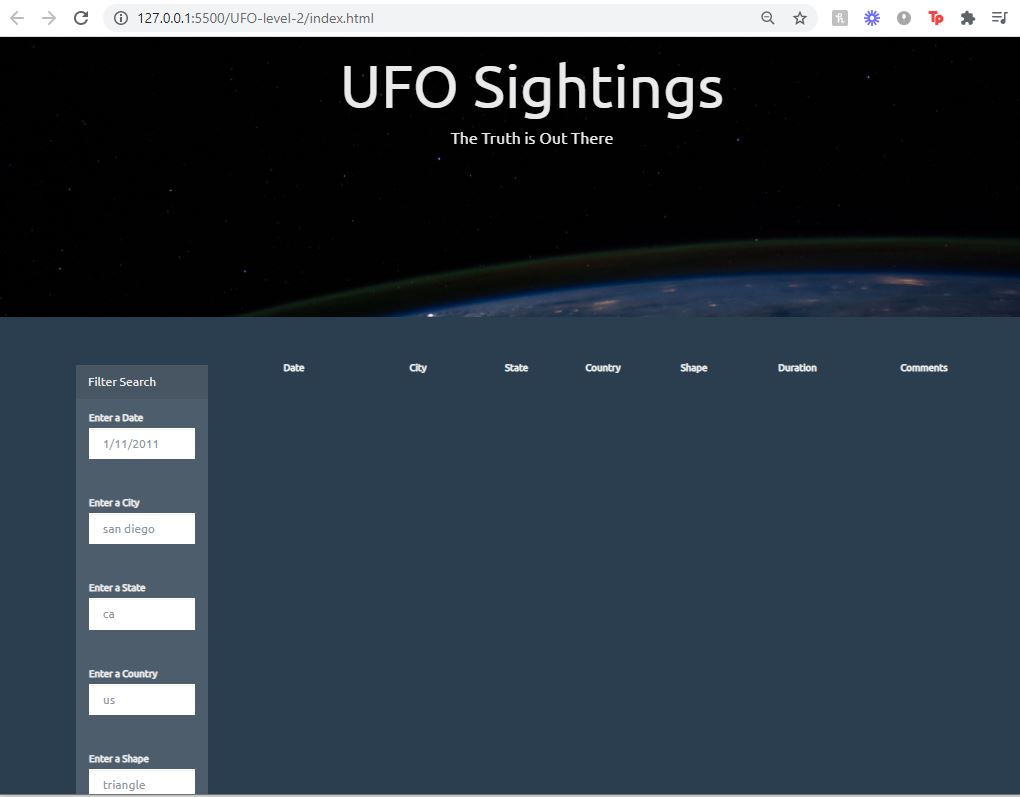 127.0.0.1:5500/UFO-level-2/index.html
UFO Sightings
The Truth is Out There
Date City State Country Shape Duration Comments
Filter Search
Enter a Date
1/11/2011
Enter a City
san diego
Enter a State
ca
Enter a Country
us
Enter a Shape
triangle